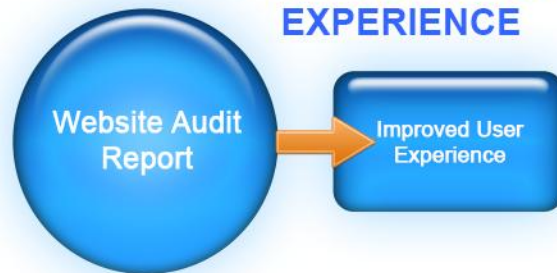 EXPERIENCE
Website Audit
Report
Improved User
Experience